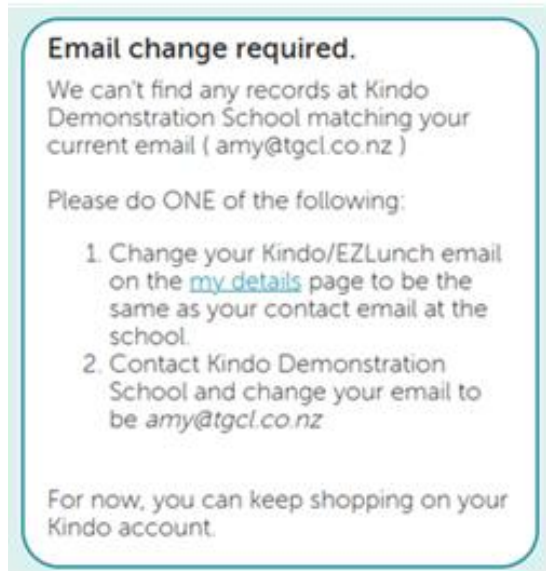 Email change required.
We can't find any records at Kindo
Demonstration School matching your
current email ( amy@tgcl.co.nz )
Please do ONE of the following:
1. Change your Kindo/EZLunch email
on the my details page to be the
same as your contact email at the
school.
2. Contact Kindo Demonstration
School and change your email to
be amy@tgcl.co.nz
For now, you can keep shopping on your
Kindo account.